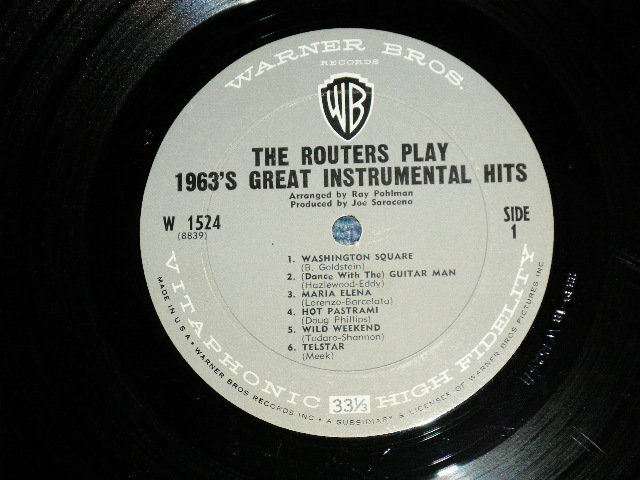 WARNER BROS.
RECORDS
WB
THE ROUTERS PLAY
1963'S GREAT INSTRUMENTAL HITS
Arranged by Ray Pohlman
Produced by Joe Saraceno
W 1524
(8839)
SIDE
1
1. WASHINGTON SQUARE
(B. Goldstein)
2. (Dance With The) GUITAR MAN
(Hazlewood-Eddy)
3. MARIA ELENA
(Lorenzo-Barcelata)
4. HOT PASTRAMI
(Doug Phillips)
5. WILD WEEKEND
(Todaro-Shannon)
6. TELSTAR
(Meek)
VITAPHONIC HIGH FIDELITY
33⅓
MADE IN U.S.A. • WARNER BROS RECORDS INC • A SUBSIDIARY & LICENSEE OF WARNER BROS PICTURES INC.